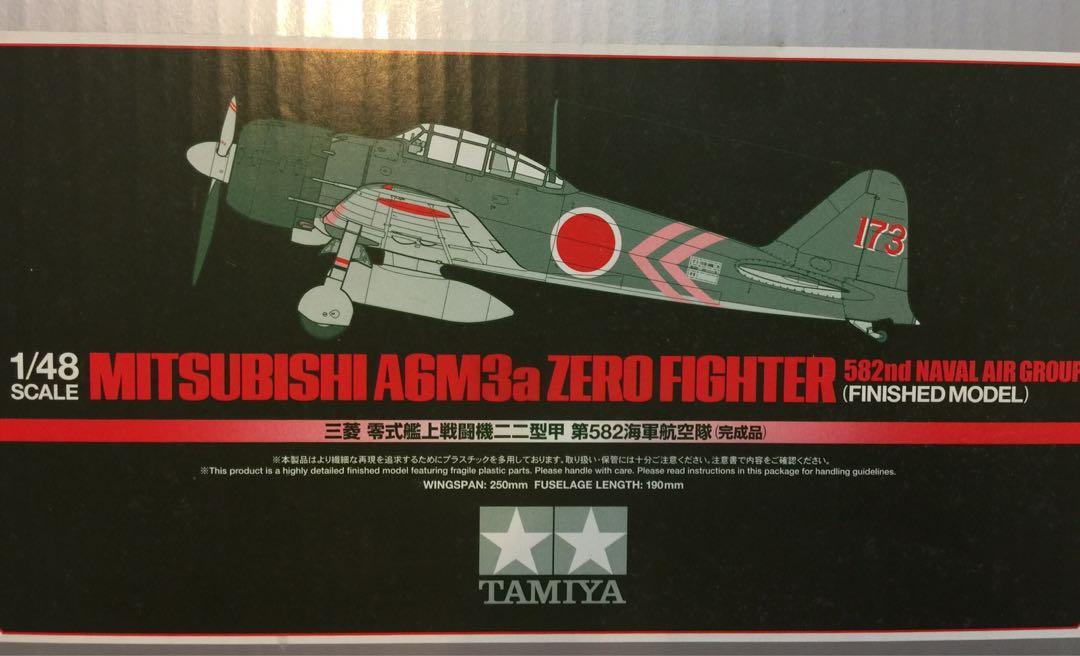 173
1/48
SCALE
MITSUBISHI A6M3a ZERO FIGHTER
582nd NAVAL AIR GROUP
(FINISHED MODEL)
三菱 零式艦上戦闘機二二型甲 第582海軍航空隊(完成品)
※本製品はより繊細な再現を追求するためにプラスチックを多用しております。取り扱い・保管には十分ご注意ください。注意書で内容をご確認ください。
※This product is a highly detailed finished model featuring fragile plastic parts. Please handle with care. Please read instructions in this package for handling guidelines.
WINGSPAN: 250mm FUSELAGE LENGTH: 190mm
TAMIYA